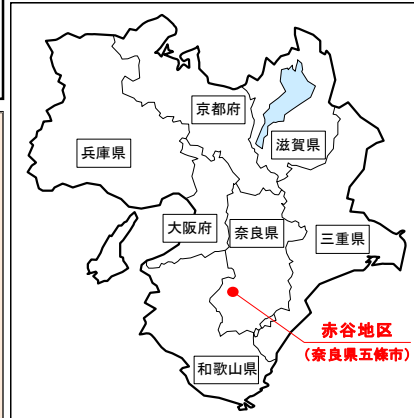 京都府
滋賀県
兵庫県
大阪府
奈良県
三重県
赤谷地区
(奈良県五條市)
和歌山県